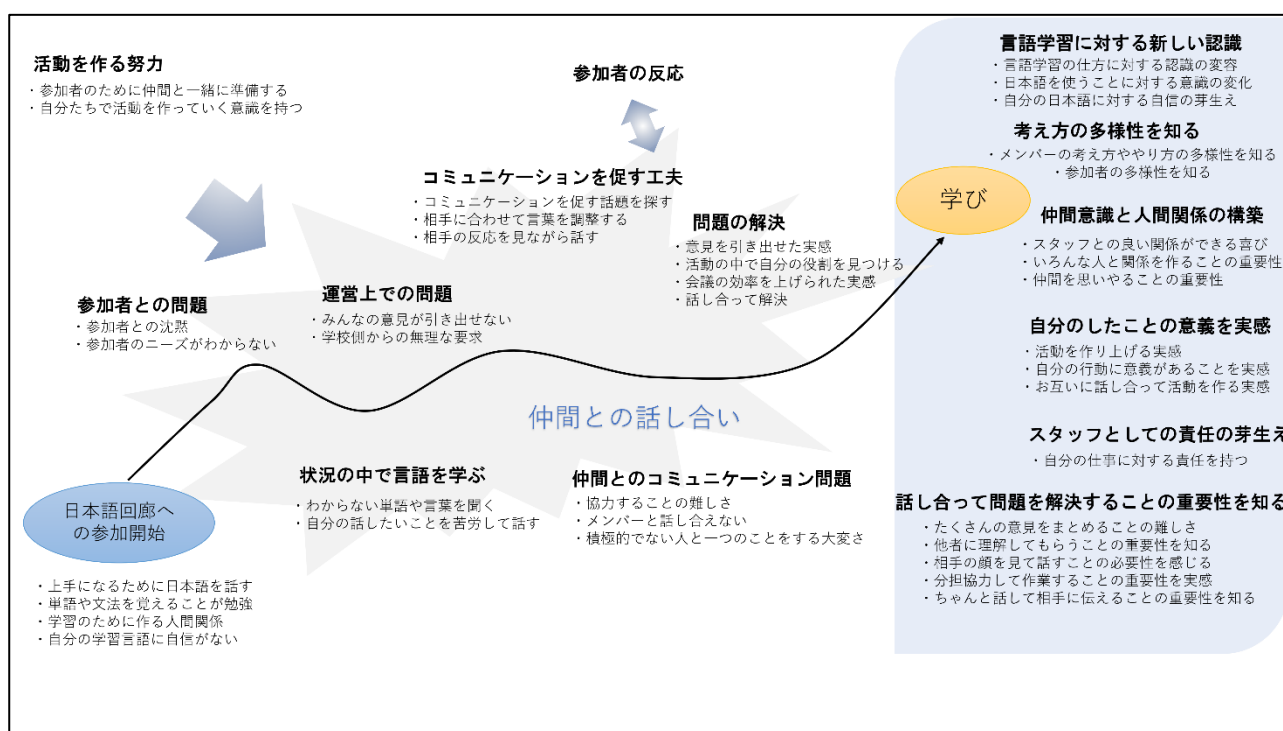 活動を作る努力
・参加者のために仲間と一緒に準備する
・自分たちで活動を作っていく意識を持つ
参加者の反応
コミュニケーションを促す工夫
・コミュニケーションを促す話題を探す
・相手に合わせて言葉を調整する
・相手の反応を見ながら話す
問題の解決
・意見を引き出せた実感
・活動の中で自分の役割を見つける
・会議の効率を上げられた実感
・話し合って解決
参加者との問題
・参加者との沈黙
・参加者のニーズがわからない
運営上での問題
・みんなの意見が引き出せない
・学校側からの無理な要求
仲間との話し合い
状況の中で言語を学ぶ
・わからない単語や言葉を聞く
・自分の話したいことを苦労して話す
仲間とのコミュニケーション問題
・協力することの難しさ
・メンバーと話し合えない
・積極的でない人と一つのことをする大変さ
日本語回廊へ
の参加開始
・上手になるために日本語を話す
・単語や文法を覚えることが勉強
・学習のために作る人間関係
・自分の学習言語に自信がない
学び
言語学習に対する新しい認識
・言語学習の仕方に対する認識の変容
・日本語を使うことに対する意識の変化
・自分の日本語に対する自信の芽生え
考え方の多様性を知る
・メンバーの考え方ややり方の多様性を知る
・参加者の多様性を知る
仲間意識と人間関係の構築
・スタッフとの良い関係ができる喜び
・いろんな人と関係を作ることの重要性
・仲間を思いやることの重要性
自分のしたことの意義を実感
・活動を作り上げる実感
・自分の行動に意義があることを実感
・お互いに話し合って活動を作る実感
スタッフとしての責任の芽生え
・自分の仕事に対する責任を持つ
話し合って問題を解決することの重要性を知る
・たくさんの意見をまとめることの難しさ
・他者に理解してもらうことの重要性を知る
・相手の顔を見て話すことの必要性を感じる
・分担協力して作業することの重要性を実感
・ちゃんと話して相手に伝えることの重要性を知る